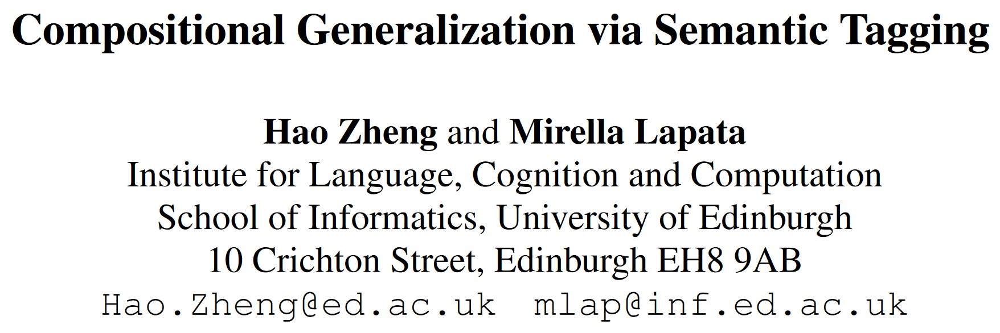 Compositional Generalization via Semantic Tagging
Hao Zheng and Mirella Lapata
Institute for Language, Cognition and Computation
School of Informatics, University of Edinburgh
10 Crichton Street, Edinburgh EH8 9AB
Hao.Zheng@ed.ac.uk mlap@inf.ed.ac.uk